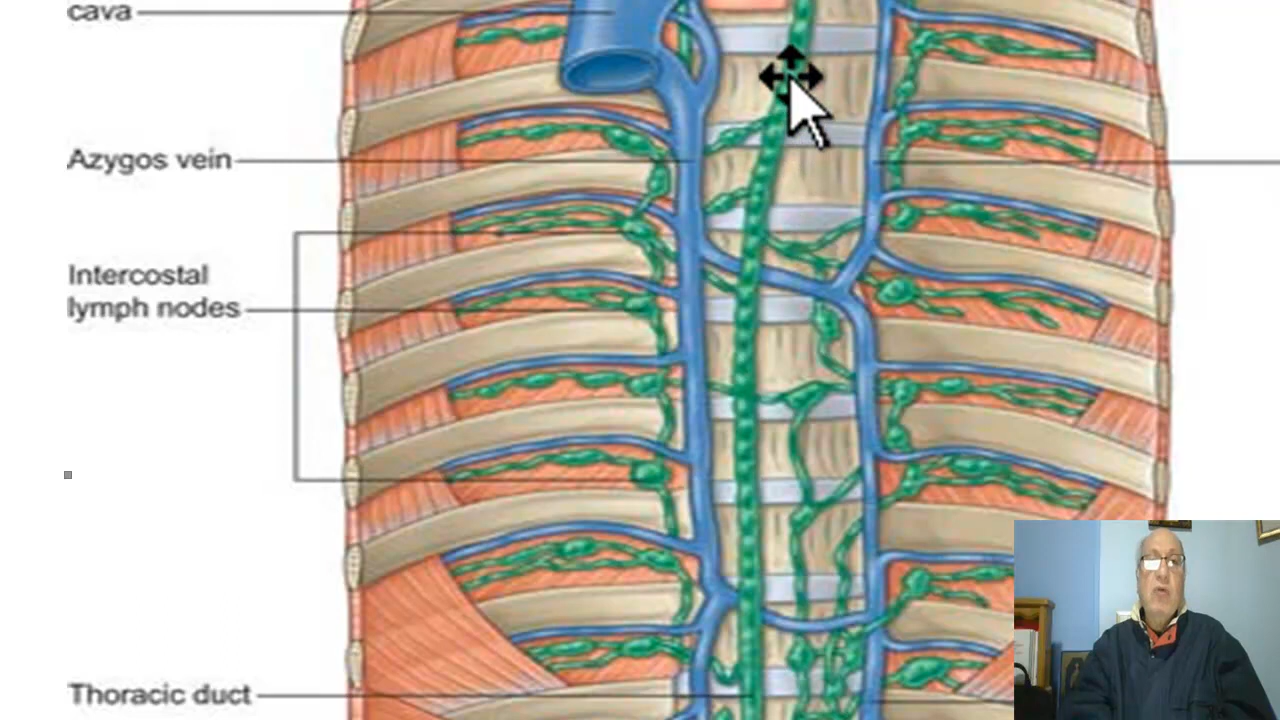 cava
Azygos vein
Intercostal
lymph nodes
Thoracic duct